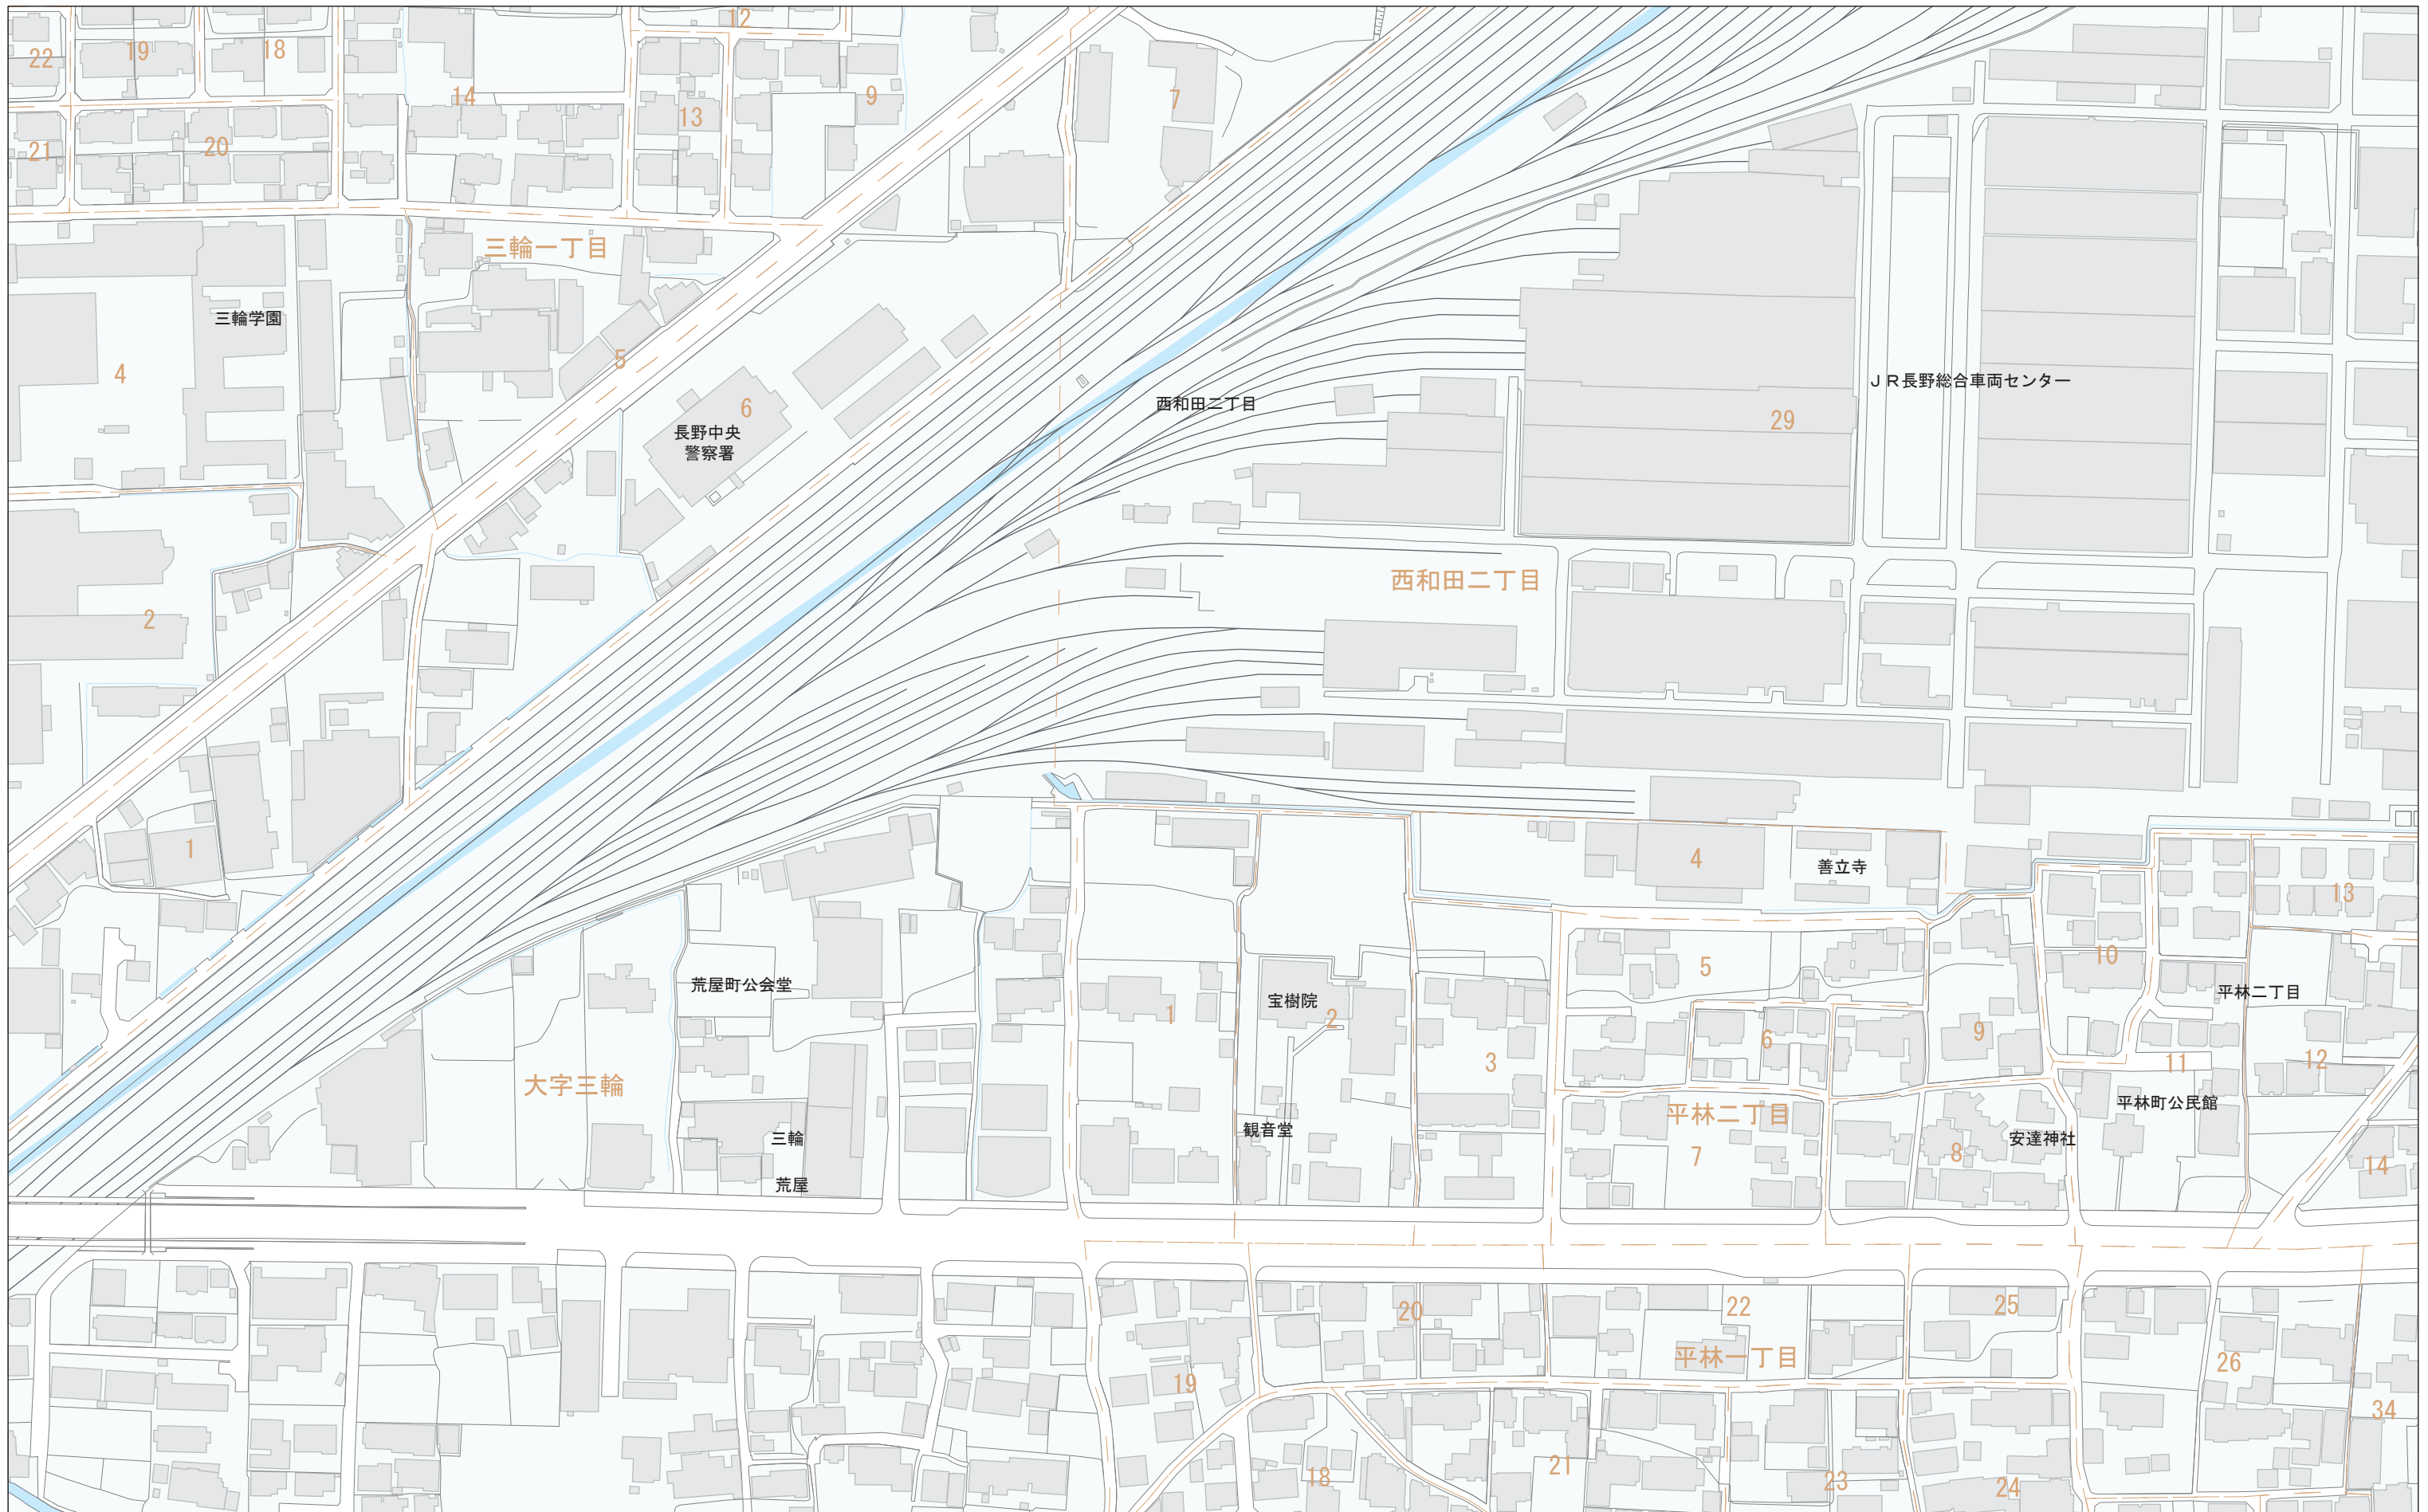 12
22
19
18
14
13
9
7
21
20
三輪一丁目
三輪学園
4
5
6
長野中央
警察署
西和田二丁目
JR長野総合車両センター
29
西和田二丁目
2
1
4
善立寺
13
荒屋町公会堂
5
10
宝樹院
平林二丁目
1
2
3
6
9
11
12
大字三輪
平林二丁目
平林町公民館
三輪
観音堂
7
8
安達神社
14
荒屋
20
22
25
平林一丁目
26
19
34
18
21
23
24